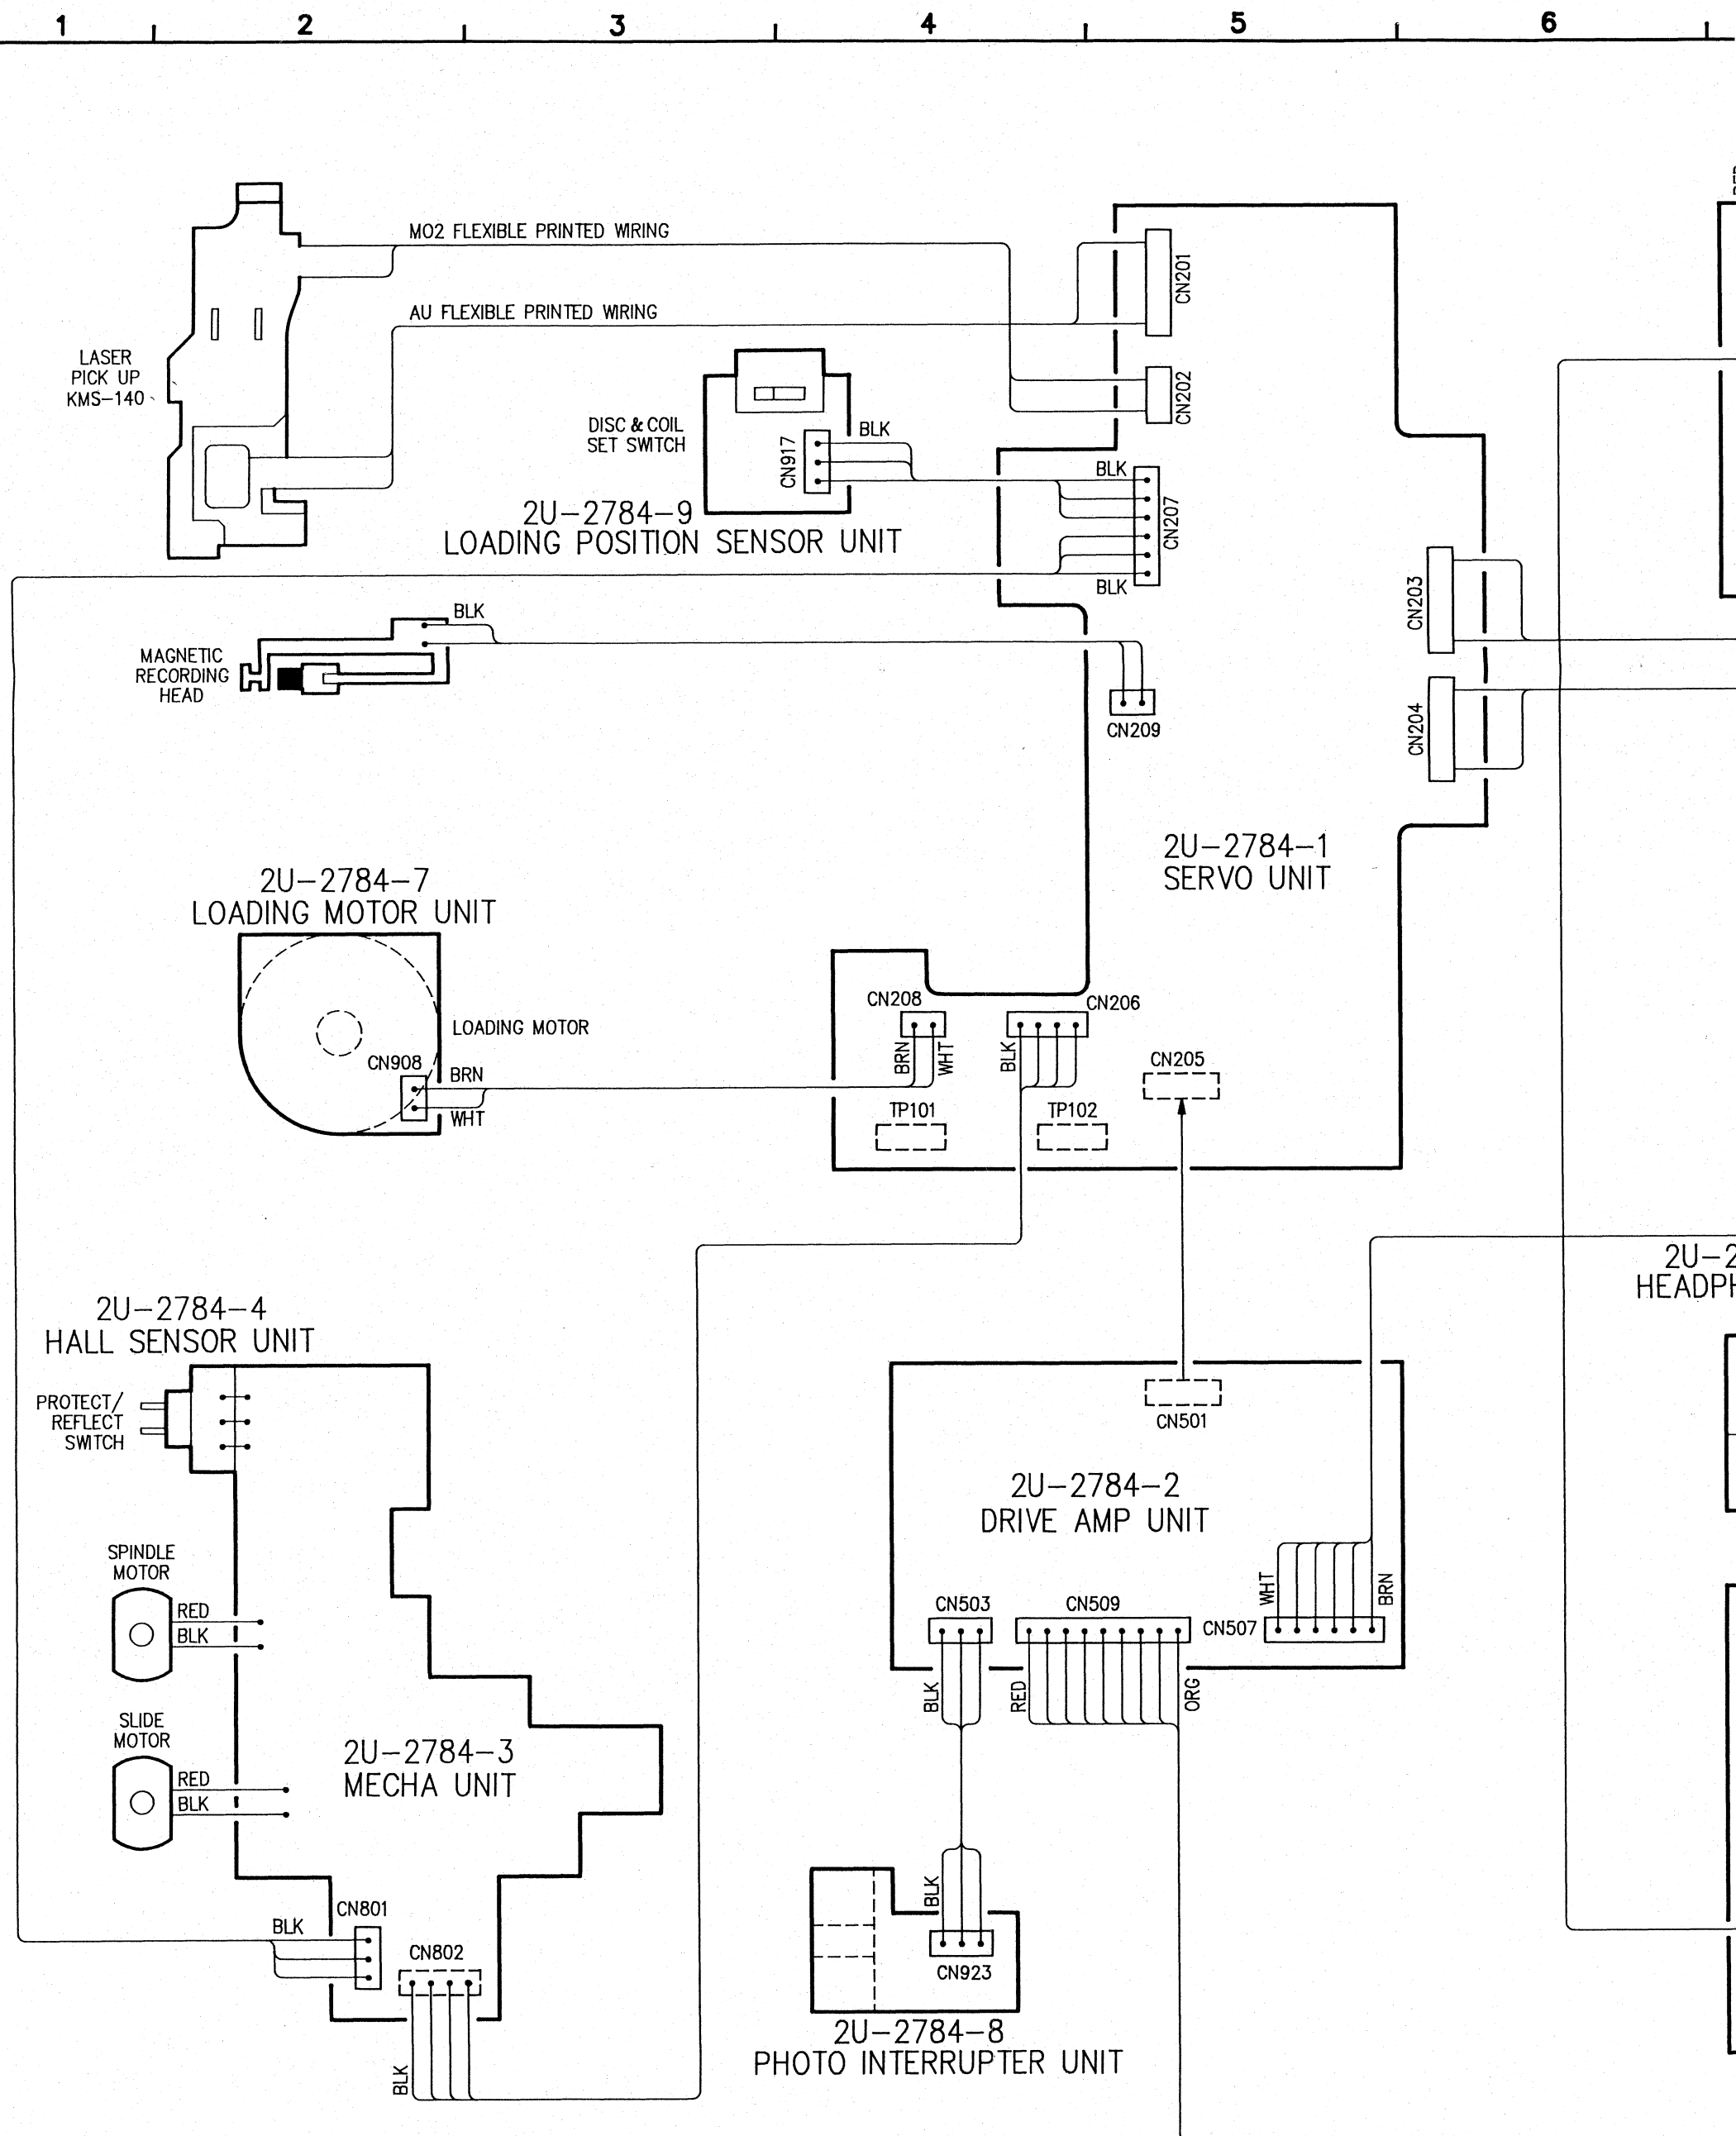 1 2 3 4 5 6
MO2 FLEXIBLE PRINTED WIRING
CN201
AU FLEXIBLE PRINTED WIRING
LASER
PICK UP
KMS-140
CN202
DISC & COIL
SET SWITCH
BLK
CN917
BLK
CN207
BLK
2U-2784-9
LOADING POSITION SENSOR UNIT
BLK
MAGNETIC
RECORDING
HEAD
CN209
CN203
CN204
2U-2784-1
SERVO UNIT
2U-2784-7
LOADING MOTOR UNIT
LOADING MOTOR
CN908
BRN
WHT
CN208
BRN
WHT
CN206
BLK
CN205
TP101
TP102
2U-2
HEADPH
2U-2784-4
HALL SENSOR UNIT
PROTECT/
REFLECT
SWITCH
CN501
2U-2784-2
DRIVE AMP UNIT
SPINDLE
MOTOR
RED
BLK
CN503
CN509
CN507
WHT
BRN
BLK
RED
ORG
SLIDE
MOTOR
RED
BLK
2U-2784-3
MECHA UNIT
CN801
BLK
CN802
BLK
BLK
CN923
2U-2784-8
PHOTO INTERRUPTER UNIT